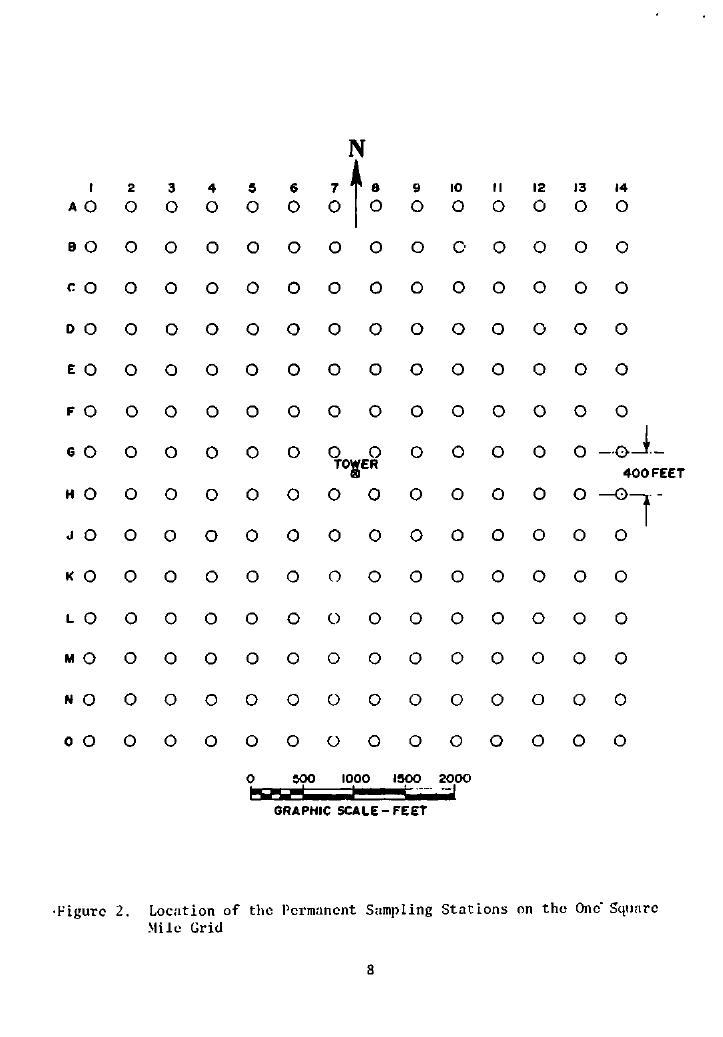 N
1 2 3 4 5 6 7 8 9 10 11 12 13 14
A
B
C
D
E
F
G
TOWER
400 FEET
H
J
K
L
M
N
O
0 500 1000 1500 2000
GRAPHIC SCALE - FEET
Figure 2. Location of the Permanent Sampling Stations on the One Square
Mile Grid
8